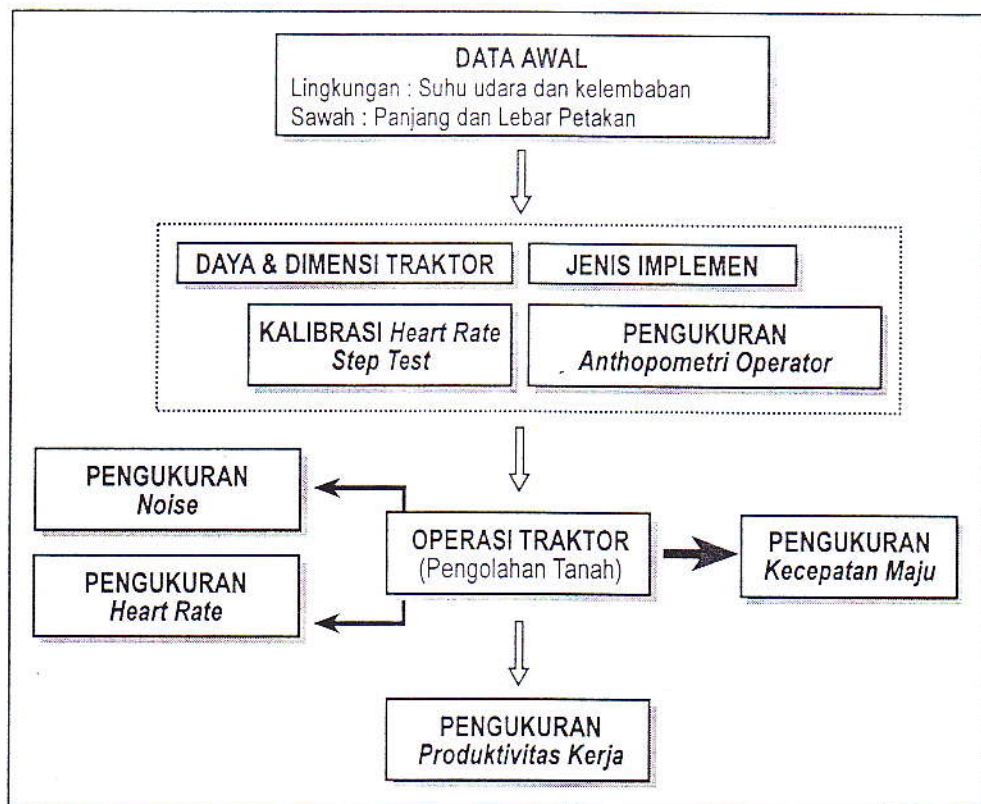 DATA AWAL
Lingkungan : Suhu udara dan kelembaban
Sawah : Panjang dan Lebar Petakan
DAYA & DIMENSI TRAKTOR
JENIS IMPLEMEN
KALIBRASI Heart Rate
Step Test
PENGUKURAN
Anthopometri Operator
PENGUKURAN
Noise
PENGUKURAN
Heart Rate
OPERASI TRAKTOR
(Pengolahan Tanah)
PENGUKURAN
Kecepatan Maju
PENGUKURAN
Produktivitas Kerja